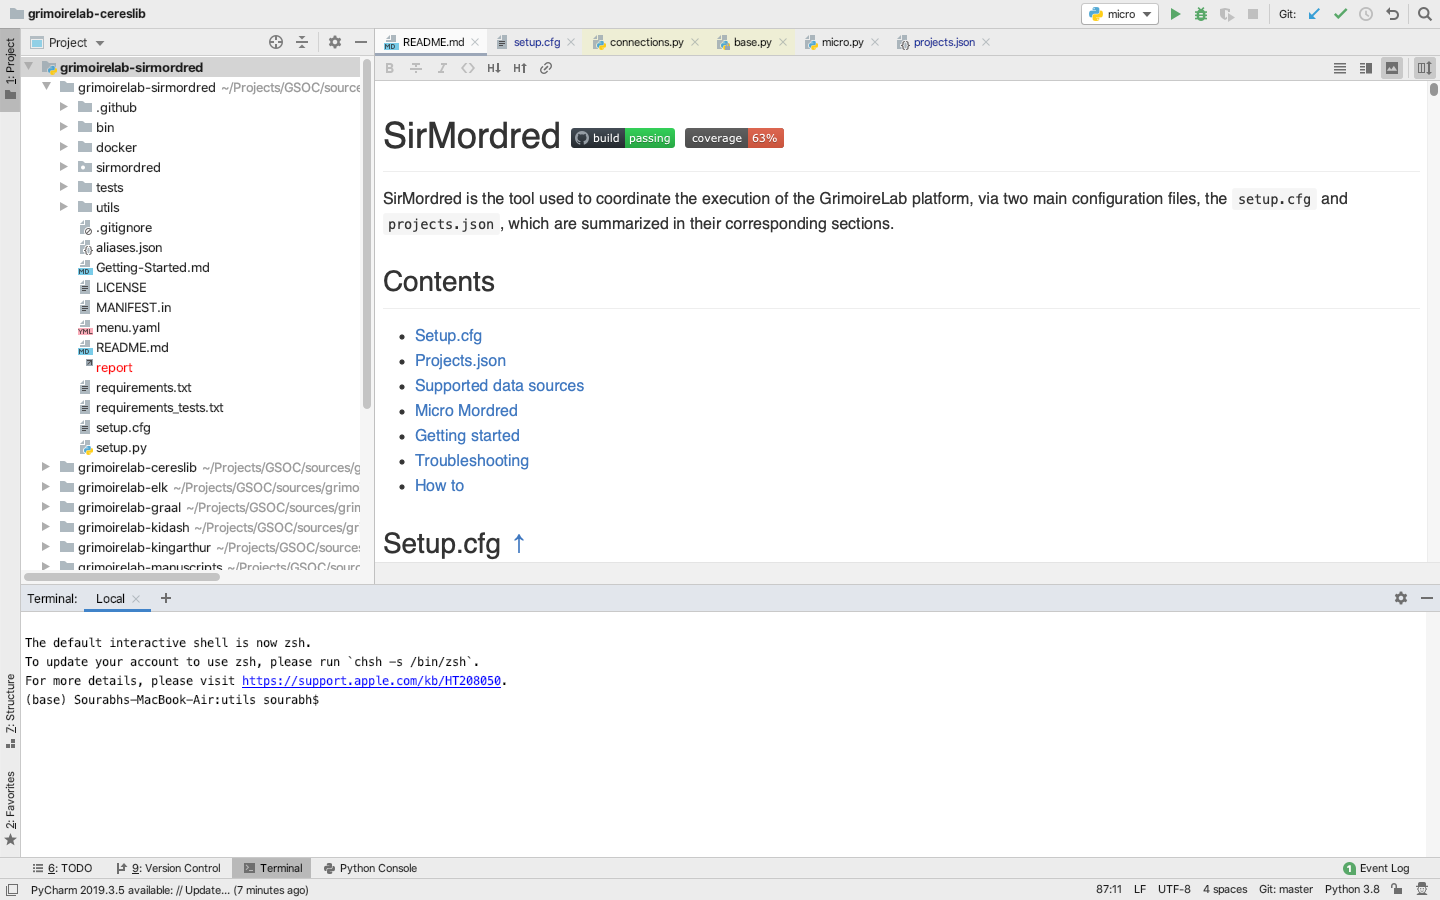 grimoirelab-cereslib
micro
Git:
1: Project
Project
README.md
setup.cfg
connections.py
base.py
micro.py
projects.json
grimoirelab-sirmordred
grimoirelab-sirmordred ~/Projects/GSOC/source
.github
bin
docker
sirmordred
tests
utils
.gitignore
aliases.json
Getting-Started.md
LICENSE
MANIFEST.in
menu.yaml
README.md
report
requirements.txt
requirements_tests.txt
setup.cfg
setup.py
grimoirelab-cereslib ~/Projects/GSOC/sources/g
grimoirelab-elk ~/Projects/GSOC/sources/grimo
grimoirelab-graal ~/Projects/GSOC/sources/grim
grimoirelab-kidash ~/Projects/GSOC/sources/gr
grimoirelab-kingarthur ~/Projects/GSOC/sources
grimoirelab-manuscripts ~/Projects/GSOC/sourc
B I <> H↓ H↑
SirMordred build passing coverage 63%
SirMordred is the tool used to coordinate the execution of the GrimoireLab platform, via two main configuration files, the setup.cfg and
projects.json , which are summarized in their corresponding sections.
Contents
• Setup.cfg
• Projects.json
• Supported data sources
• Micro Mordred
• Getting started
• Troubleshooting
• How to
Setup.cfg ↑
Terminal: Local +
The default interactive shell is now zsh.
To update your account to use zsh, please run `chsh -s /bin/zsh`.
For more details, please visit https://support.apple.com/kb/HT208050.
(base) Sourabhs-MacBook-Air:utils sourabh$
Z: Structure
2: Favorites
6: TODO
9: Version Control
Terminal
Python Console
1 Event Log
PyCharm 2019.3.5 available: // Update... (7 minutes ago)
87:11 LF UTF-8 4 spaces Git: master Python 3.8